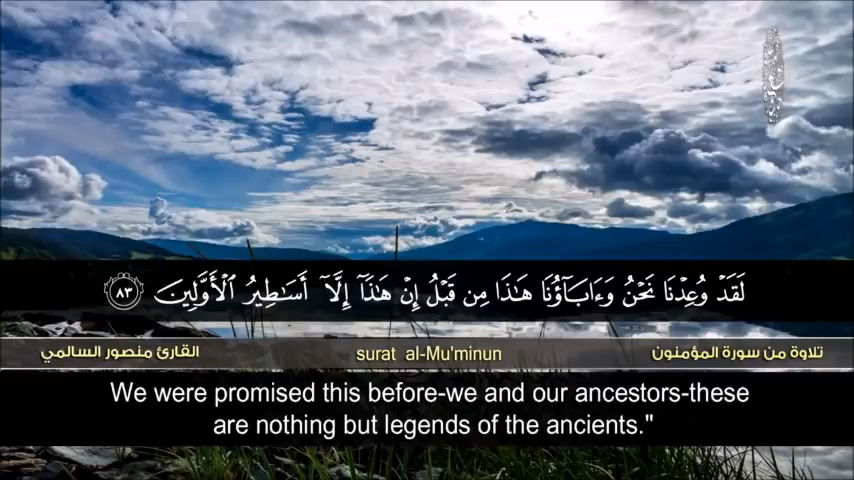 لَقَدْ وُعِدْنَا نَحْنُ وَءَابَآؤُنَا هَـٰذَا مِن قَبْلُ إِنْ هَـٰذَآ إِلَّآ أَسَـٰطِيرُ ٱلْأَوَّلِينَ ٨٣
تلاوة من سورة المؤمنون
surat al-Mu'minun
القارئ منصور السالمي
We were promised this before-we and our ancestors-these
are nothing but legends of the ancients."